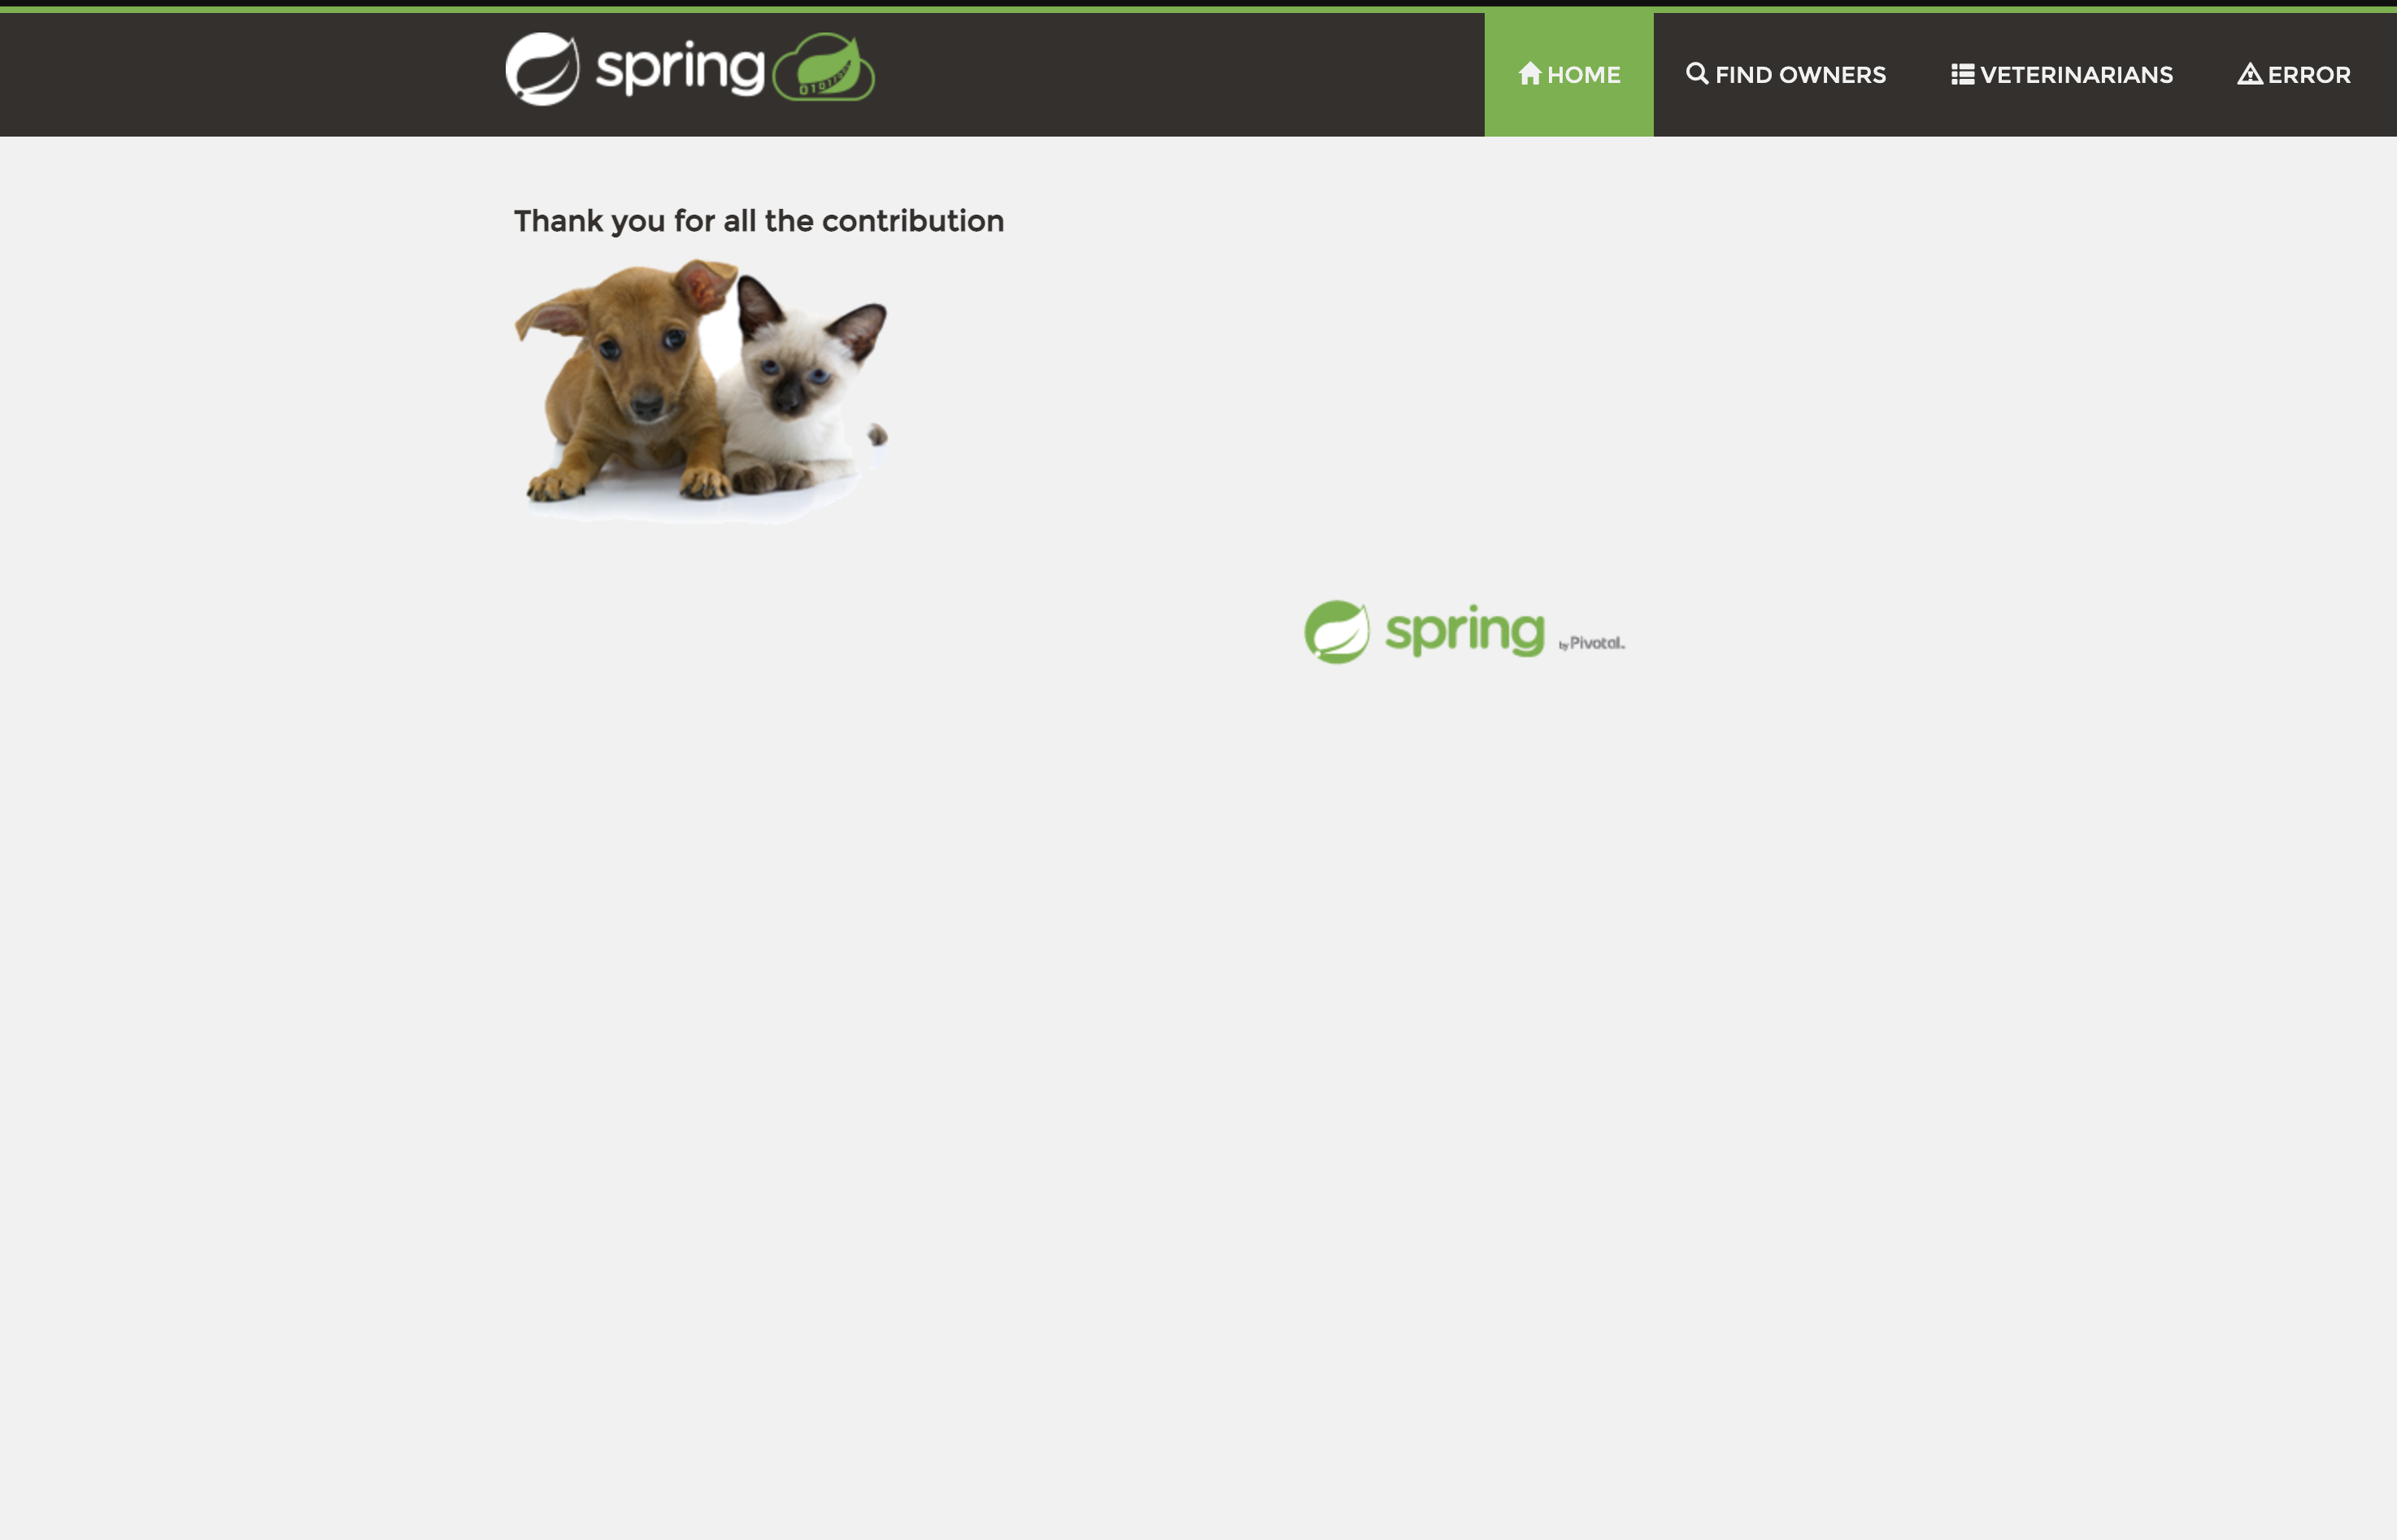 spring
HOME
FIND OWNERS
VETERINARIANS
ERROR
Thank you for all the contribution
spring by Pivotal